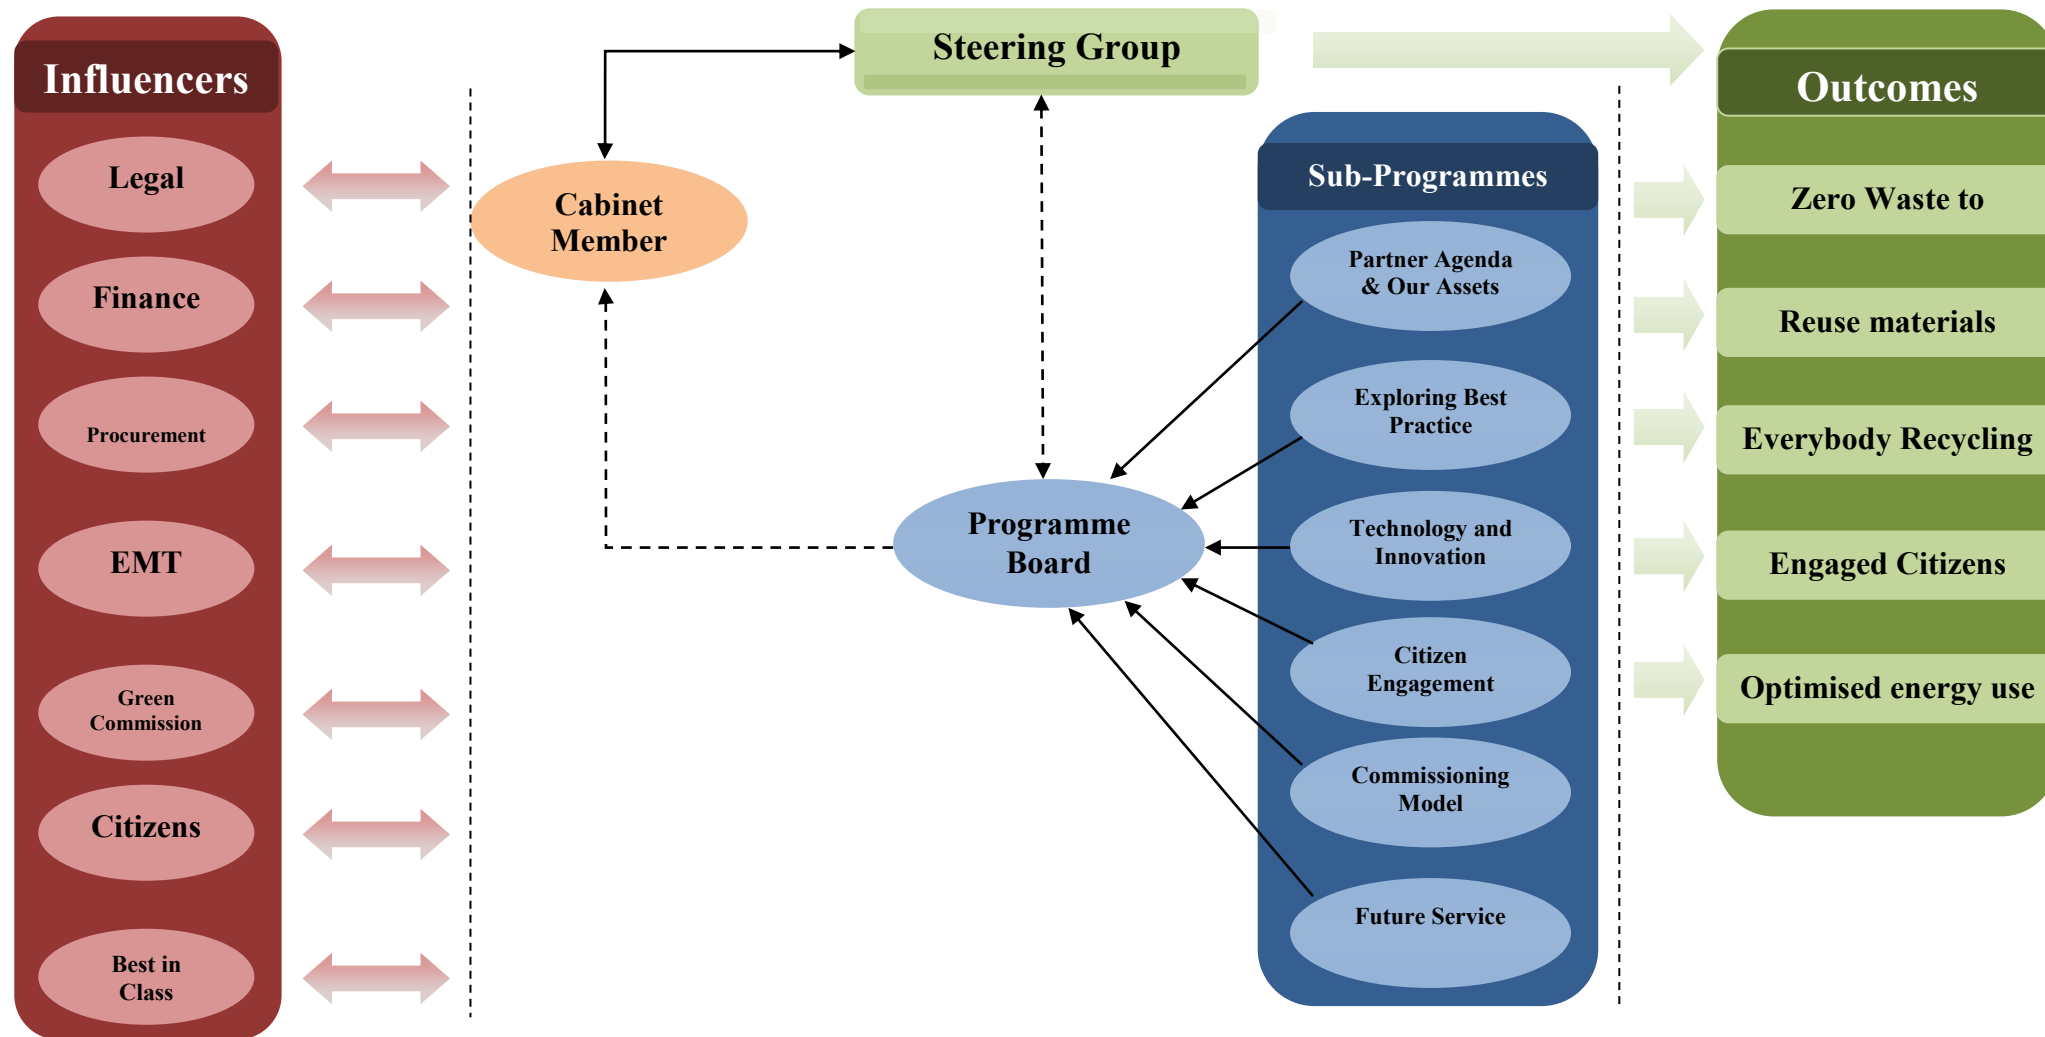 Influencers
Legal
Finance
Procurement
EMT
Green
Commission
Citizens
Best in
Class
Steering Group
Cabinet
Member
Programme
Board
Sub-Programmes
Partner Agenda
& Our Assets
Exploring Best
Practice
Technology and
Innovation
Citizen
Engagement
Commissioning
Model
Future Service
Outcomes
Zero Waste to
Reuse materials
Everybody Recycling
Engaged Citizens
Optimised energy use